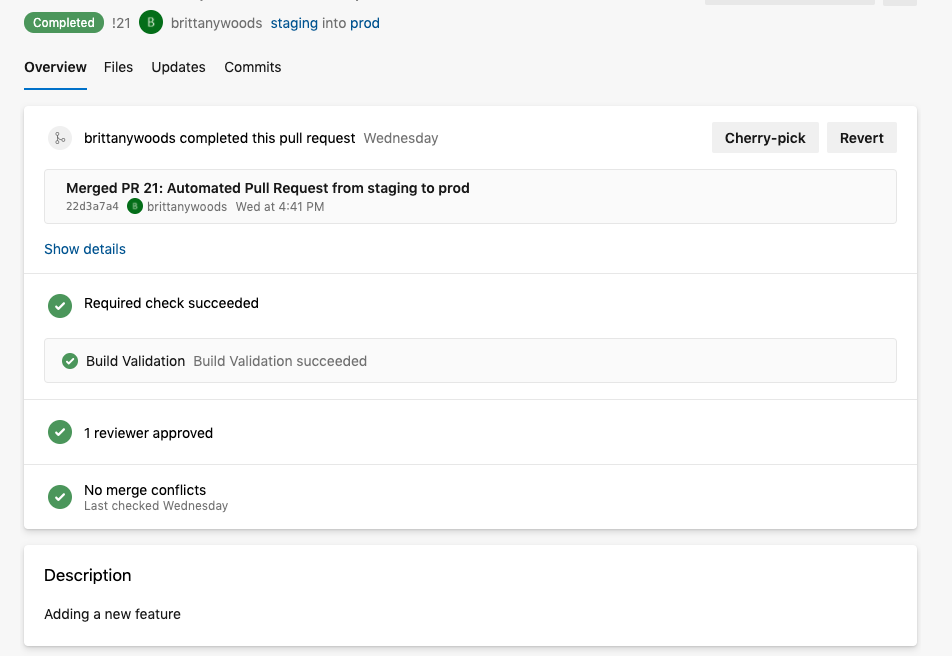 Completed !21 B brittanywoods staging into prod
Overview Files Updates Commits
brittanywoods completed this pull request Wednesday
Cherry-pick Revert
Merged PR 21: Automated Pull Request from staging to prod
22d3a7a4 B brittanywoods Wed at 4:41 PM
Show details
Required check succeeded
Build Validation Build Validation succeeded
1 reviewer approved
No merge conflicts
Last checked Wednesday
Description
Adding a new feature